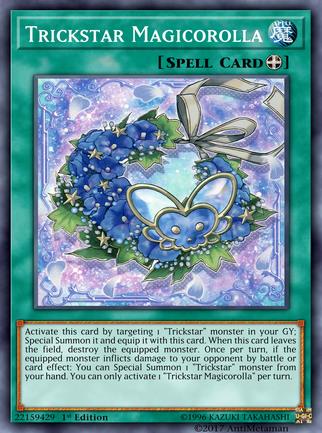 Trickstar Magicorolla
[Spell Card]
Activate this card by targeting 1 "Trickstar" monster in your GY;
Special Summon it and equip it with this card. When this card leaves
the field, destroy the equipped monster. Once per turn, if the
equipped monster inflicts damage to your opponent by battle or
card effect: You can Special Summon 1 "Trickstar" monster from
your hand. You can only activate 1 "Trickstar Magicorolla" per turn.
22159429 1st Edition ©1996 KAZUKI TAKAHASHI
©2017 AntiMetaman